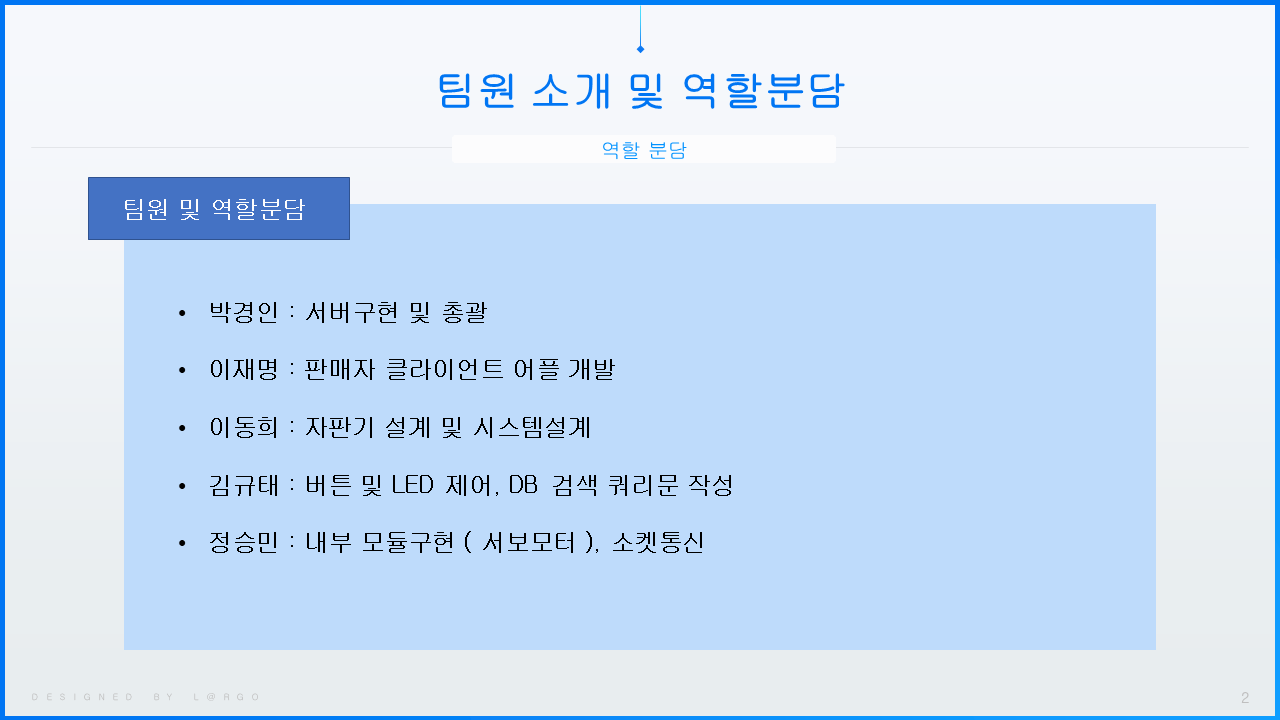 팀원 소개 및 역할분담
역할 분담
팀원 및 역할분담
• 박경인 : 서버구현 및 총괄
• 이재명 : 판매자 클라이언트 어플 개발
• 이동희 : 자판기 설계 및 시스템설계
• 김규태 : 버튼 및 LED 제어, DB 검색 쿼리문 작성
• 정승민 : 내부 모듈구현 ( 서보모터 ), 소켓통신
DESIGNED BY L@RGO
2